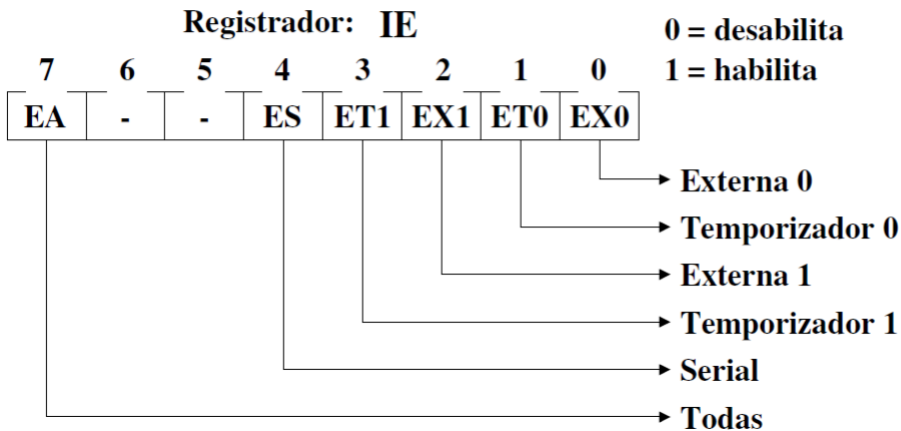 Registrador: IE
0 = desabilita
7 6 5 4 3 2 1 0
1 = habilita
EA - - ES ET1 EX1 ET0 EX0
Externa 0
Temporizador 0
Externa 1
Temporizador 1
Serial
Todas